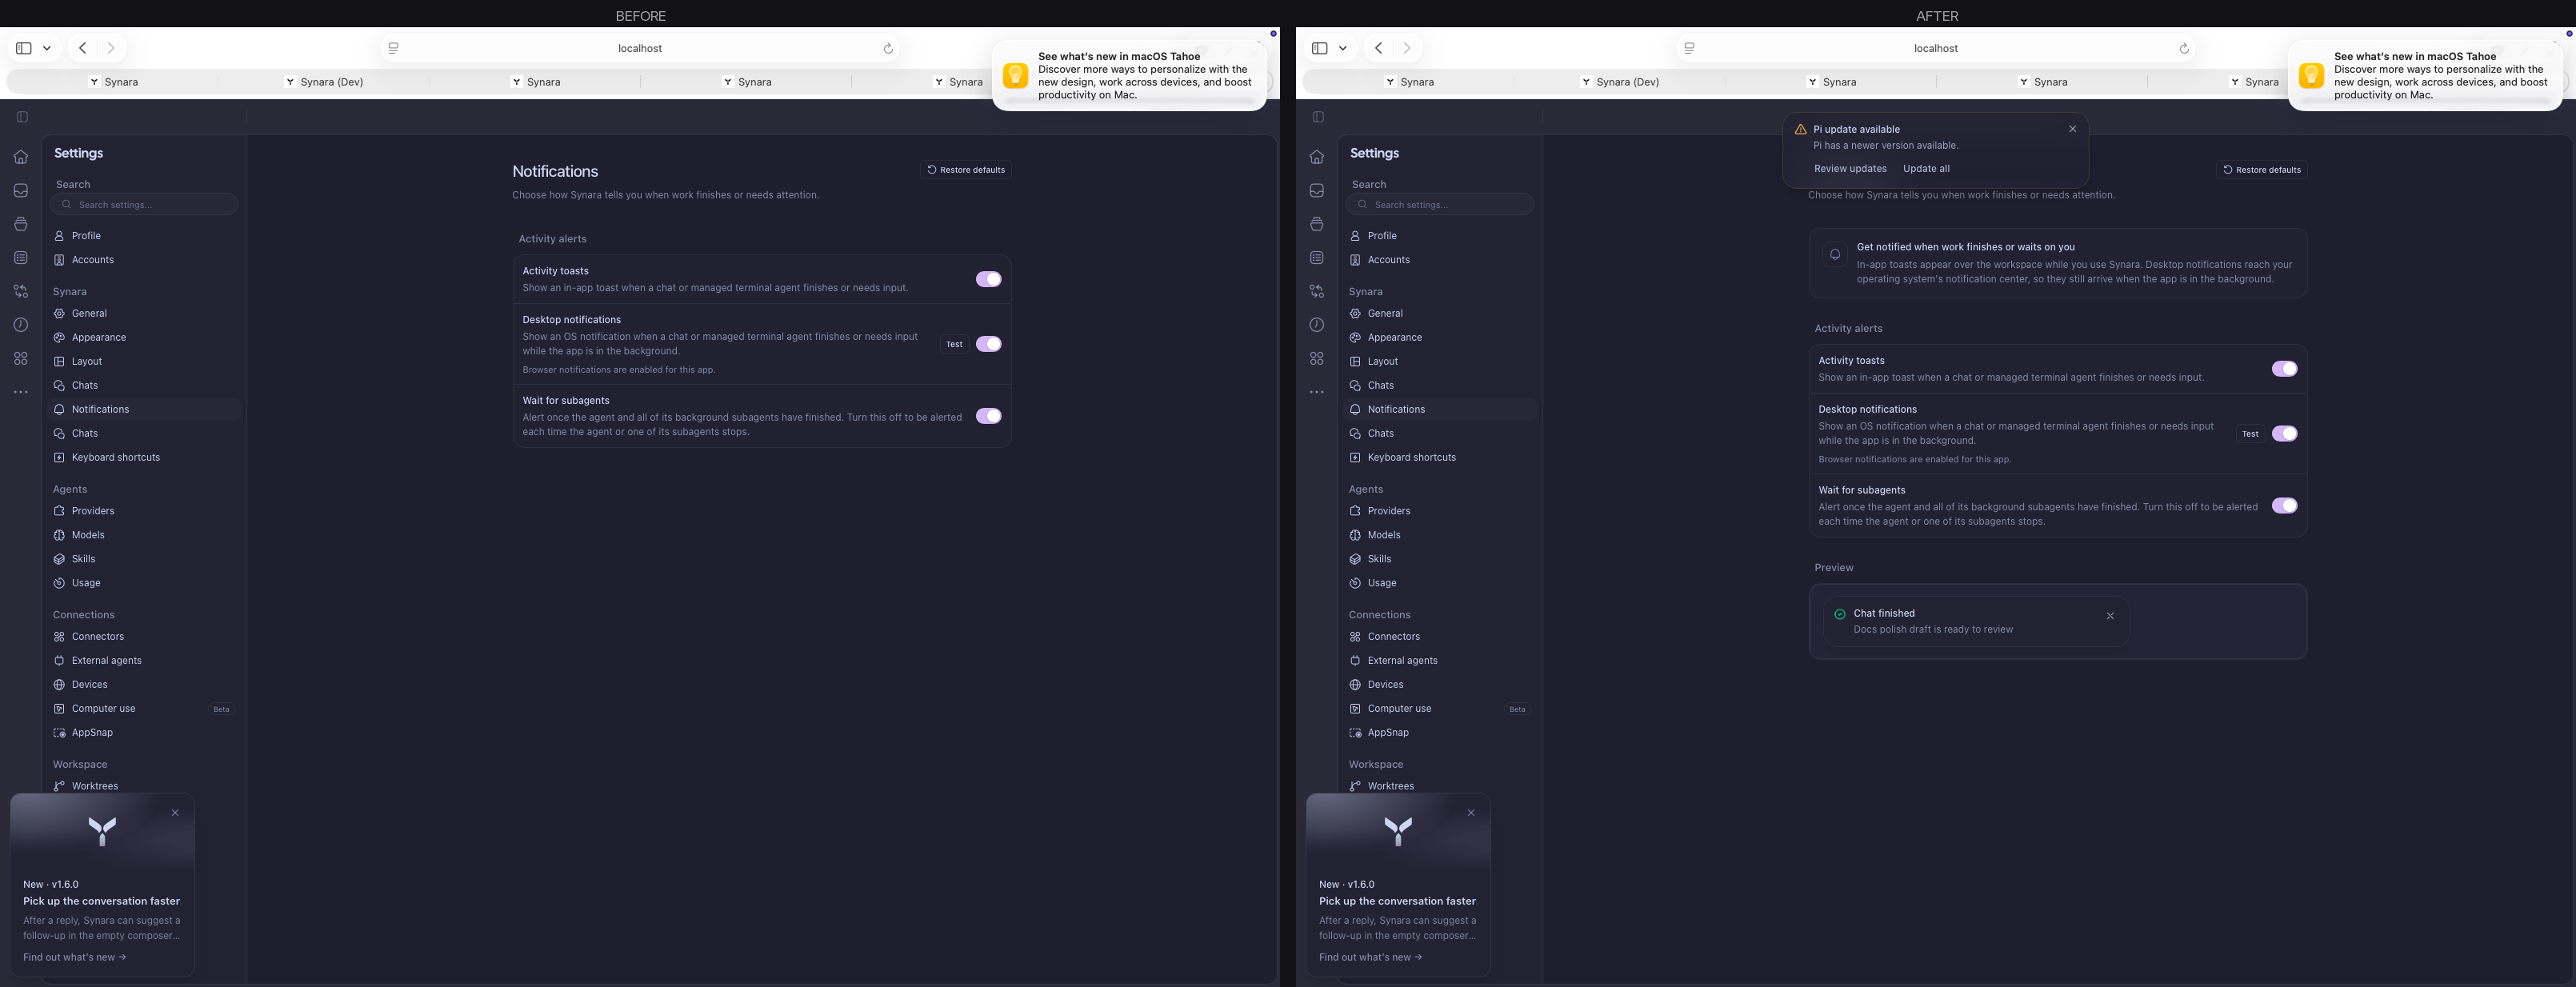 BEFORE
localhost
Synara
Synara (Dev)
Synara
Synara
Synara
See what's new in macOS Tahoe
Discover more ways to personalize with the
new design, work across devices, and boost
productivity on Mac.
Settings
Search
Search settings...
Profile
Accounts
Synara
General
Appearance
Layout
Chats
Notifications
Chats
Keyboard shortcuts
Agents
Providers
Models
Skills
Usage
Connections
Connectors
External agents
Devices
Computer use Beta
AppSnap
Workspace
Worktrees
New · v1.6.0
Pick up the conversation faster
After a reply, Synara can suggest a
follow-up in the empty composer...
Find out what's new →
Notifications
Restore defaults
Choose how Synara tells you when work finishes or needs attention.
Activity alerts
Activity toasts
Show an in-app toast when a chat or managed terminal agent finishes or needs input.
Desktop notifications
Show an OS notification when a chat or managed terminal agent finishes or needs input
while the app is in the background.
Test
Browser notifications are enabled for this app.
Wait for subagents
Alert once the agent and all of its background subagents have finished. Turn this off to be alerted
each time the agent or one of its subagents stops.
AFTER
localhost
Synara
Synara (Dev)
Synara
Synara
Synara
See what's new in macOS Tahoe
Discover more ways to personalize with the
new design, work across devices, and boost
productivity on Mac.
Settings
Search
Search settings...
Profile
Accounts
Synara
General
Appearance
Layout
Chats
Notifications
Chats
Keyboard shortcuts
Agents
Providers
Models
Skills
Usage
Connections
Connectors
External agents
Devices
Computer use Beta
AppSnap
Workspace
Worktrees
New · v1.6.0
Pick up the conversation faster
After a reply, Synara can suggest a
follow-up in the empty composer...
Find out what's new →
Pi update available
Pi has a newer version available.
Review updates Update all
Restore defaults
Choose how Synara tells you when work finishes or needs attention.
Get notified when work finishes or waits on you
In-app toasts appear over the workspace while you use Synara. Desktop notifications reach your
operating system's notification center, so they still arrive when the app is in the background.
Activity alerts
Activity toasts
Show an in-app toast when a chat or managed terminal agent finishes or needs input.
Desktop notifications
Show an OS notification when a chat or managed terminal agent finishes or needs input
while the app is in the background.
Test
Browser notifications are enabled for this app.
Wait for subagents
Alert once the agent and all of its background subagents have finished. Turn this off to be alerted
each time the agent or one of its subagents stops.
Preview
Chat finished
Docs polish draft is ready to review